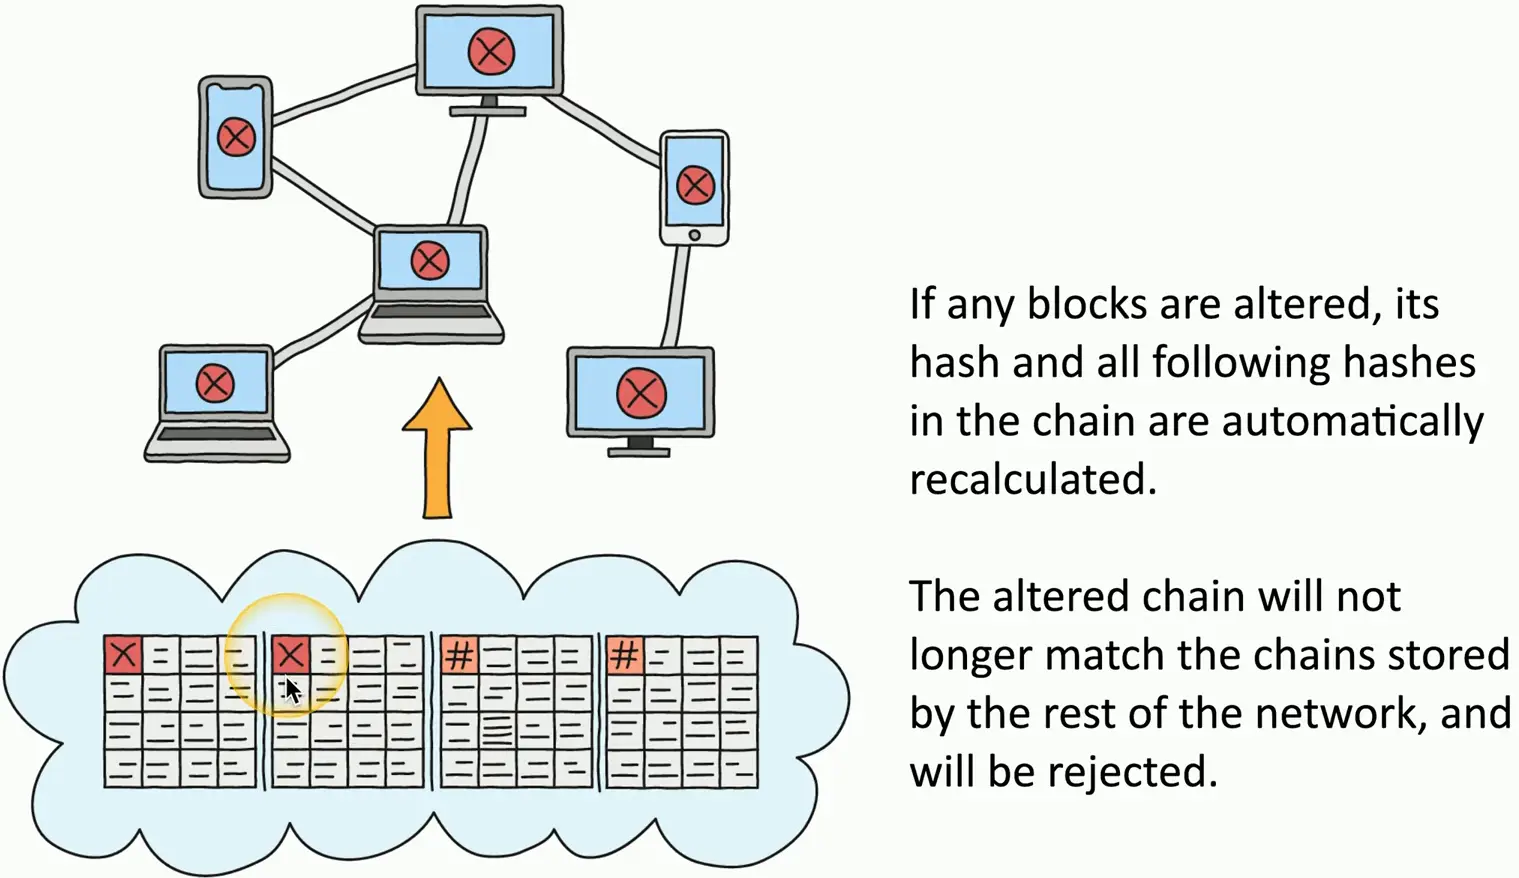 If any blocks are altered, its
hash and all following hashes
in the chain are automatically
recalculated.
The altered chain will not
longer match the chains stored
by the rest of the network, and
will be rejected.
# #